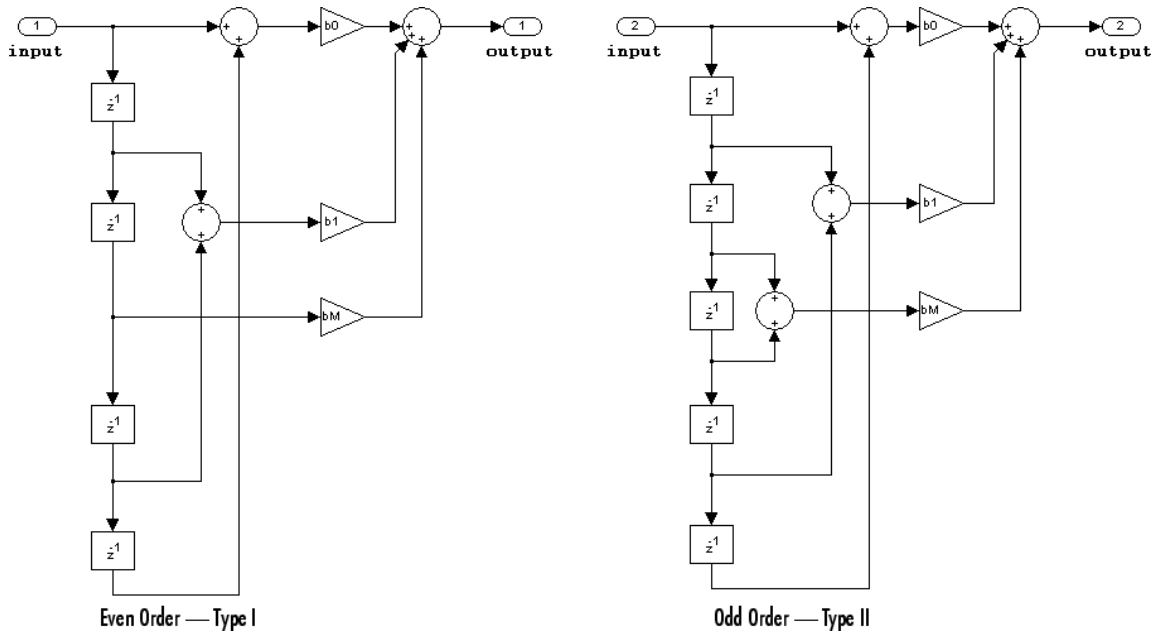 1
input
+
+
b0
+
+
+
1
output
z-1
z-1
+
+
b1
bM
z-1
z-1
Even Order — Type I
2
input
+
+
b0
+
+
+
2
output
z-1
z-1
+
+
b1
z-1
+
+
bM
z-1
z-1
Odd Order — Type II